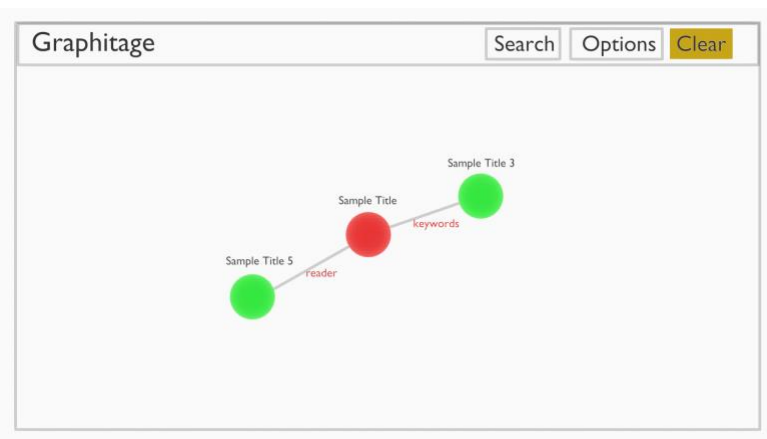 Graphitage
Search
Options
Clear
Sample Title 3
Sample Title
keywords
Sample Title 5
reader